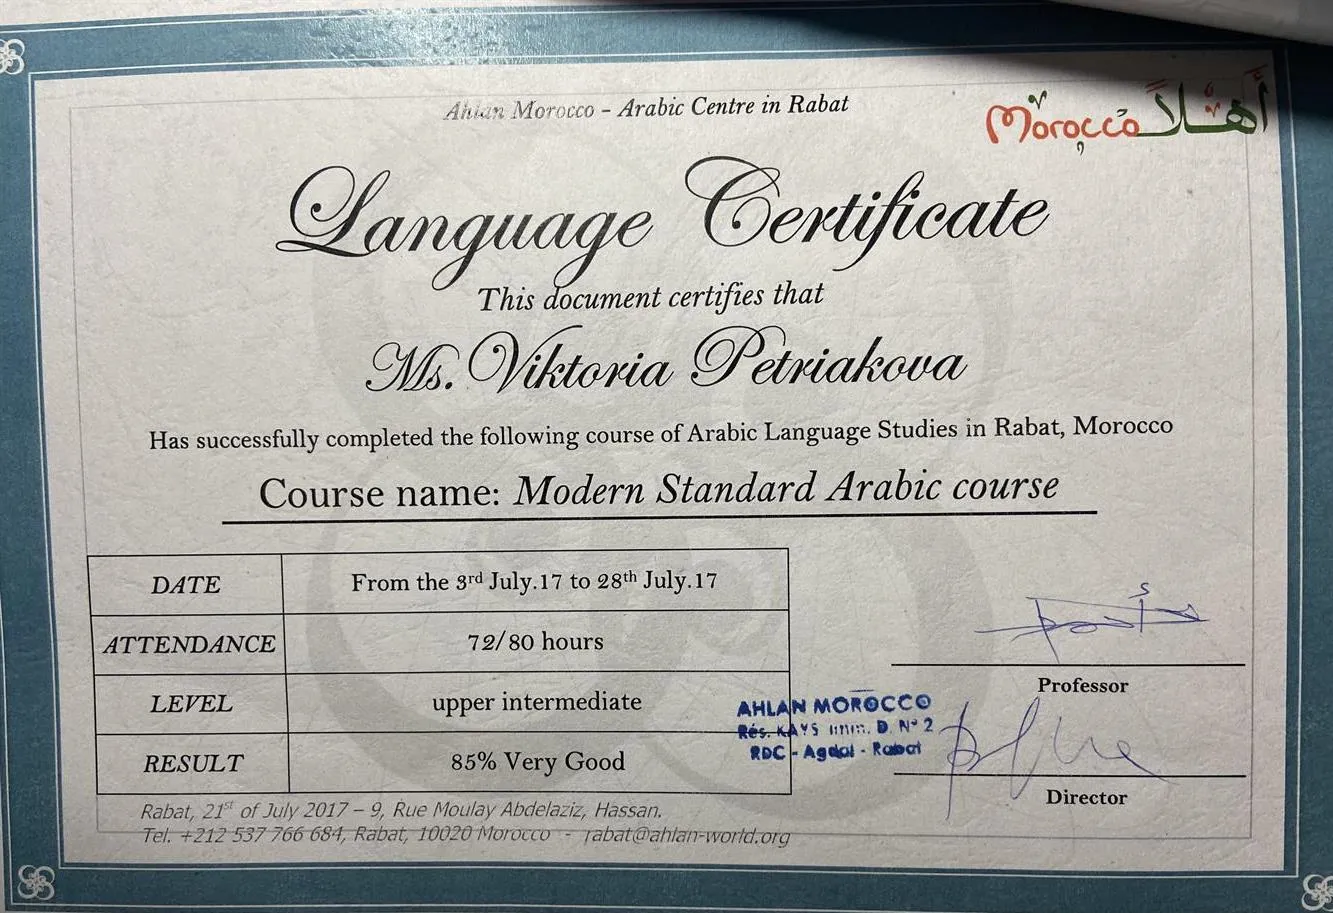 Ahlan Morocco - Arabic Centre in Rabat
Morocco أهلاً
Language Certificate
This document certifies that
Ms. Viktoria Petriakova
Has successfully completed the following course of Arabic Language Studies in Rabat, Morocco
Course name: Modern Standard Arabic course
DATE From the 3rd July.17 to 28th July.17
ATTENDANCE 72/80 hours
LEVEL upper intermediate
RESULT 85% Very Good
Professor
AHLAN MOROCCO
Rés. KAYS Imm. D. N° 2
RDC - Agdal - Rabat
Director
Rabat, 21st of July 2017 – 9, Rue Moulay Abdelaziz, Hassan.
Tel. +212 537 766 684, Rabat, 10020 Morocco - rabat@ahlan-world.org